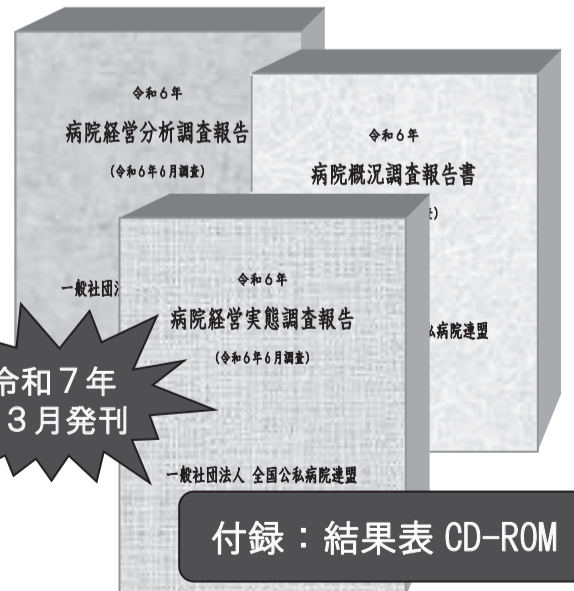 令和6年
病院経営分析調査報告
(令和6年6月調査)
一般社団法
令和6年
病院概況調査報告書
私病院連盟
令和6年
病院経営実態調査報告
(令和6年6月調査)
一般社団法人 全国公私病院連盟
令和7年
3月発刊
付録：結果表 CD-ROM